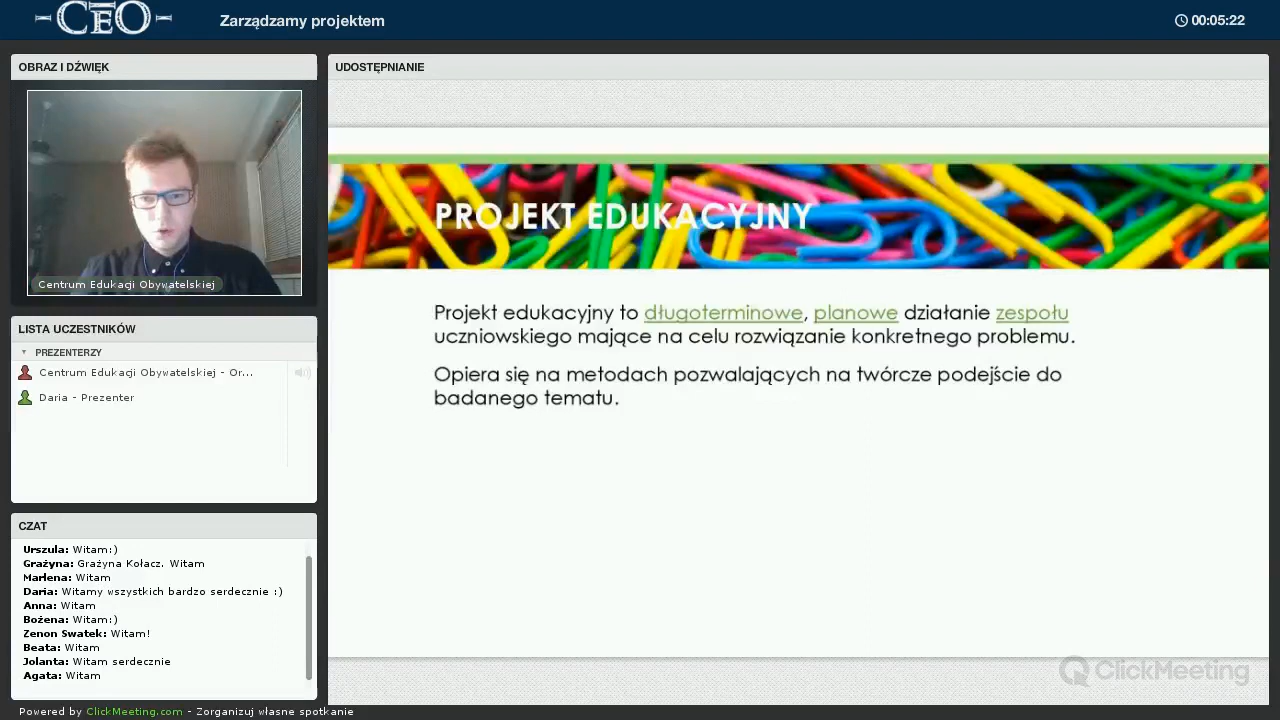 CEO
Zarządzamy projektem
00:05:22
OBRAZ I DŹWIĘK
Centrum Edukacji Obywatelskiej
LISTA UCZESTNIKÓW
PREZENTERZY
Centrum Edukacji Obywatelskiej - Or...
Daria - Prezenter
CZAT
Urszula: Witam:)
Grażyna: Grażyna Kołacz. Witam
Marlena: Witam
Daria: Witamy wszystkich bardzo serdecznie :)
Anna: Witam
Bożena: Witam:)
Zenon Swatek: Witam!
Beata: Witam
Jolanta: Witam serdecznie
Agata: Witam
UDOSTĘPNIANIE
PROJEKT EDUKACYJNY
Projekt edukacyjny to długoterminowe, planowe działanie zespołu
uczniowskiego mające na celu rozwiązanie konkretnego problemu.
Opiera się na metodach pozwalających na twórcze podejście do
badanego tematu.
ClickMeeting
Powered by ClickMeeting.com - Zorganizuj własne spotkanie